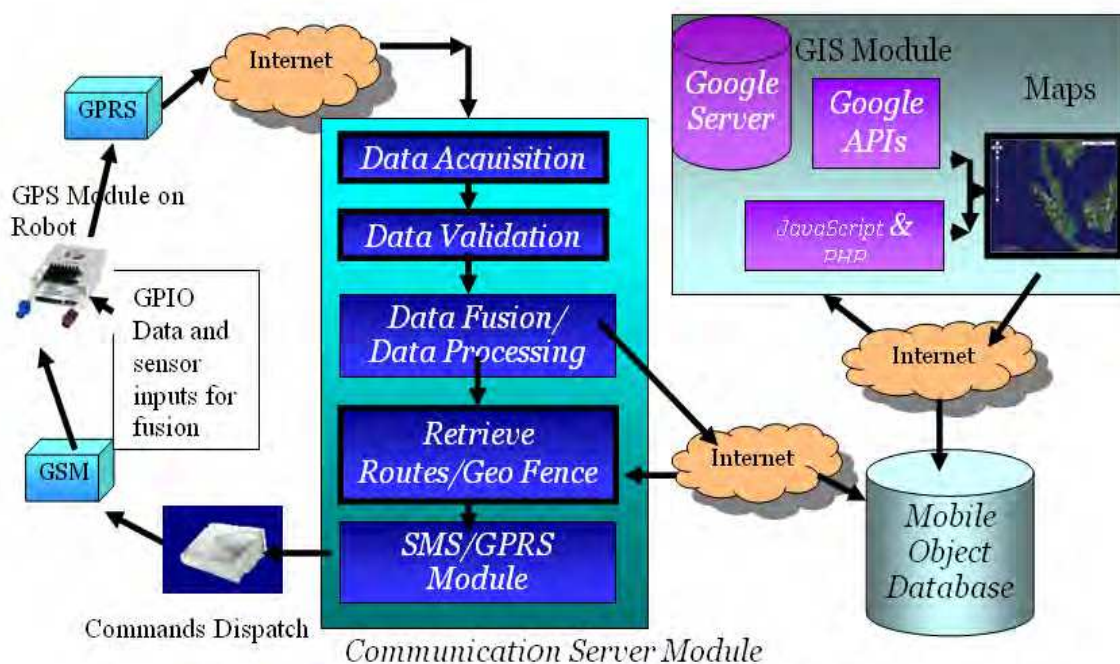 Internet
GPRS
GPS Module on
Robot
GPIO
Data and
sensor
inputs for
fusion
GSM
Commands Dispatch
Data Acquisition
Data Validation
Data Fusion/
Data Processing
Retrieve
Routes/Geo Fence
SMS/GPRS
Module
Communication Server Module
GIS Module
Google
Server
Google
APIs
Maps
JavaScript &
PHP
Internet
Internet
Mobile
Object
Database